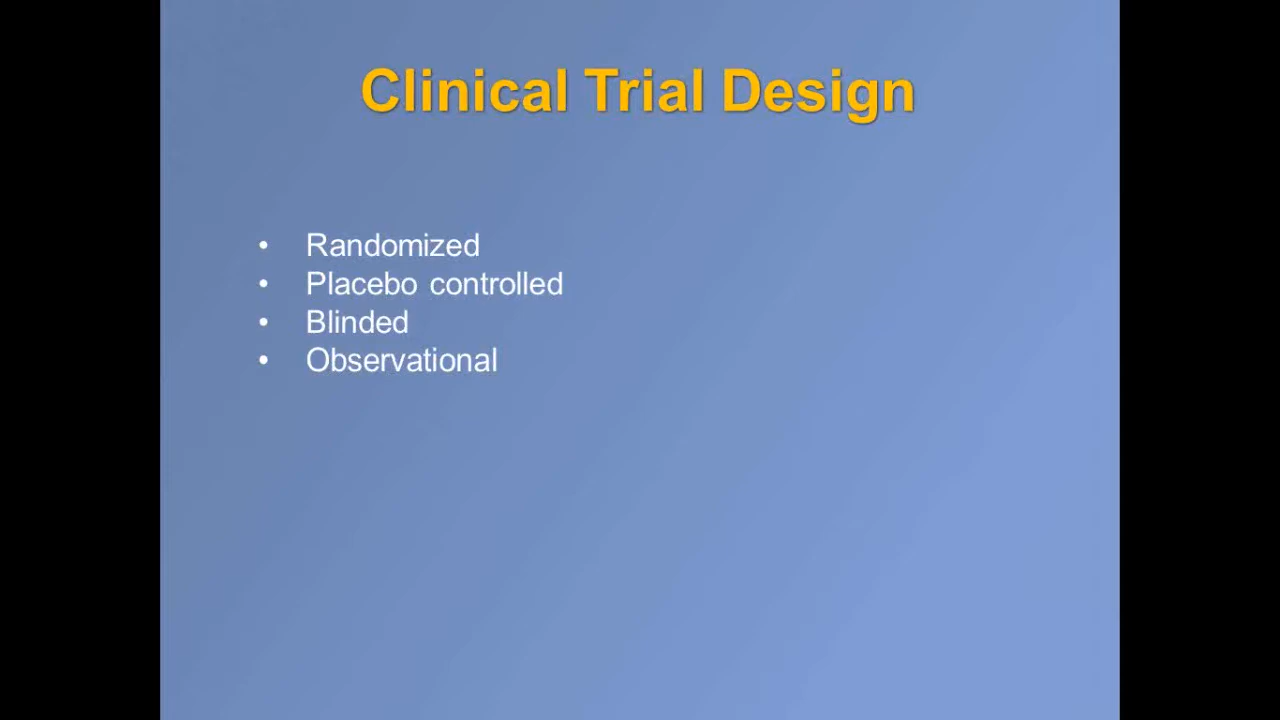 Clinical Trial Design
• Randomized
• Placebo controlled
• Blinded
• Observational